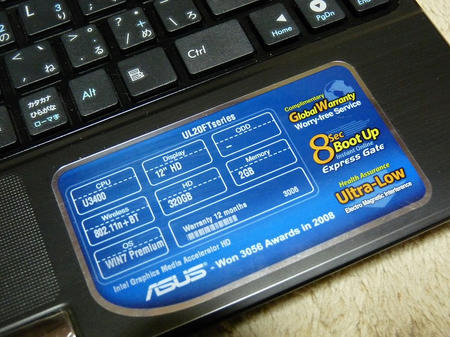 Home
PgDn
Ctrl
Alt
カタカナ
ひらがな
ローマ字
UL20FTseries
CPU
U3400
Display
12" HD
ODD
-
Wireless
802.11n+BT
HD
320GB
Memory
2GB
OS
WIN7 Premium
Warranty 12 months
3008
Intel Graphics Media Accelerator HD
ASUS - Won 3056 Awards in 2008
Complimentary
Global Warranty
Worry-free Service
8 Sec
Boot Up
Instient Online
Express Gate
Health Assurance
Ultra-Low
Electro Magnetic Interference